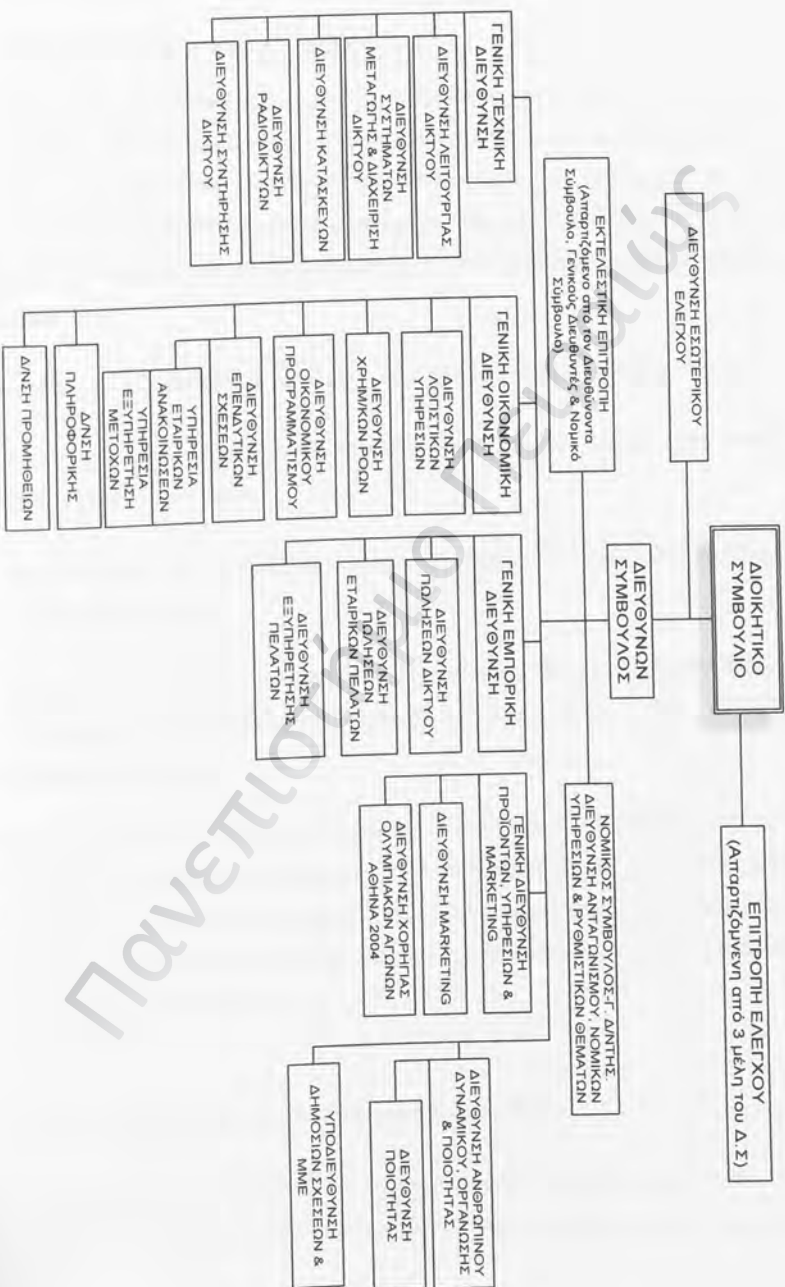 ΔΙΟΙΚΗΤΙΚΟ
ΣΥΜΒΟΥΛΙΟ
ΕΠΙΤΡΟΠΗ ΕΛΕΓΧΟΥ
(Απαρτιζόμνενη από 3 μέλη του Δ.Σ)
ΔΙΕΥΘΥΝΣΗ ΕΣΩΤΕΡΙΚΟΥ
ΕΛΕΓΧΟΥ
ΔΙΕΥΘΥΝΩΝ
ΣΥΜΒΟΥΛΟΣ
ΕΚΤΕΛΕΣΤΙΚΗ ΕΠΙΤΡΟΠΗ
(Απαρτιζόμενο από τον Διευθύνοντα
Σύμβουλο, Γενικούς Διευθυντές & Νομικό
Σύμβουλο)
ΝΟΜΙΚΟΣ ΣΥΜΒΟΥΛΟΣ-Γ. Δ/ΝΤΗΣ.
ΔΙΕΥΘΥΝΣΗ ΑΝΤΑΓΩΝΙΣΜΟΥ, ΝΟΜΙΚΩΝ
ΥΠΗΡΕΣΙΩΝ & ΡΥΘΜΙΣΤΙΚΩΝ ΘΕΜΑΤΩΝ
ΓΕΝΙΚΗ ΤΕΧΝΙΚΗ
ΔΙΕΥΘΥΝΣΗ
ΔΙΕΥΘΥΝΣΗ ΛΕΙΤΟΥΡΓΙΑΣ
ΔΙΚΤΥΟΥ
ΔΙΕΥΘΥΝΣΗ
ΣΥΣΤΗΜΑΤΩΝ
ΜΕΤΑΓΩΓΗΣ & ΔΙΑΧΕΙΡΙΣΗ
ΔΙΚΤΥΟΥ
ΔΙΕΥΘΥΝΣΗ ΚΑΤΑΣΚΕΥΩΝ
ΔΙΕΥΘΥΝΣΗ
ΡΑΔΙΟΔΙΚΤΥΩΝ
ΔΙΕΥΘΥΝΣΗ ΣΥΝΤΗΡΗΣΗΣ
ΔΙΚΤΥΟΥ
ΓΕΝΙΚΗ ΟΙΚΟΝΟΜΙΚΗ
ΔΙΕΥΘΥΝΣΗ
ΔΙΕΥΘΥΝΣΗ
ΛΟΓΙΣΤΙΚΩΝ
ΥΠΗΡΕΣΙΩΝ
ΔΙΕΥΘΥΝΣΗ
ΧΡΗΜ/ΚΩΝ ΡΟΩΝ
ΔΙΕΥΘΥΝΣΗ
ΟΙΚΟΝΟΜΙΚΟΥ
ΠΡΟΓΡΑΜΜΑΤΙΣΜΟΥ
ΔΙΕΥΘΥΝΣΗ
ΕΠΕΝΔΥΤΙΚΩΝ
ΣΧΕΣΕΩΝ
ΥΠΗΡΕΣΙΑ
ΕΤΑΙΡΙΚΩΝ
ΑΝΑΚΟΙΝΩΣΕΩΝ
ΥΠΗΡΕΣΙΑ
ΕΞΥΠΗΡΕΤΗΣΗ
ΜΕΤΟΧΩΝ
Δ/ΝΣΗ
ΠΛΗΡΟΦΟΡΙΚΗΣ
Δ/ΝΣΗ ΠΡΟΜΗΘΕΙΩΝ
ΓΕΝΙΚΗ ΕΜΠΟΡΙΚΗ
ΔΙΕΥΘΥΝΣΗ
ΔΙΕΥΘΥΝΣΗ
ΠΩΛΗΣΕΩΝ ΔΙΚΤΥΟΥ
ΔΙΕΥΘΥΝΣΗ
ΠΩΛΗΣΕΩΝ
ΕΤΑΙΡΙΚΩΝ ΠΕΛΑΤΩΝ
ΔΙΕΥΘΥΝΣΗ
ΕΞΥΠΗΡΕΤΗΣΗΣ
ΠΕΛΑΤΩΝ
ΓΕΝΙΚΗ ΔΙΕΥΘΥΝΣΗ
ΠΡΟΪΟΝΤΩΝ, ΥΠΗΡΕΣΙΩΝ &
MARKETING
ΔΙΕΥΘΥΝΣΗ MARKETING
ΔΙΕΥΘΥΝΣΗ ΧΟΡΗΓΙΑΣ
ΟΛΥΜΠΙΑΚΩΝ ΑΓΩΝΩΝ
ΑΘΗΝΑ 2004
ΔΙΕΥΘΥΝΣΗ ΑΝΘΡΩΠΙΝΟΥ
ΔΥΝΑΜΙΚΟΥ, ΟΡΓΑΝΩΣΗΣ
& ΠΟΙΟΤΗΤΑΣ
ΔΙΕΥΘΥΝΣΗ
ΠΟΙΟΤΗΤΑΣ
ΥΠΟΔΙΕΥΘΥΝΣΗ
ΔΗΜΟΣΙΩΝ ΣΧΕΣΕΩΝ &
ΜΜΕ
Πανεπιστήμιο Πειραιώς